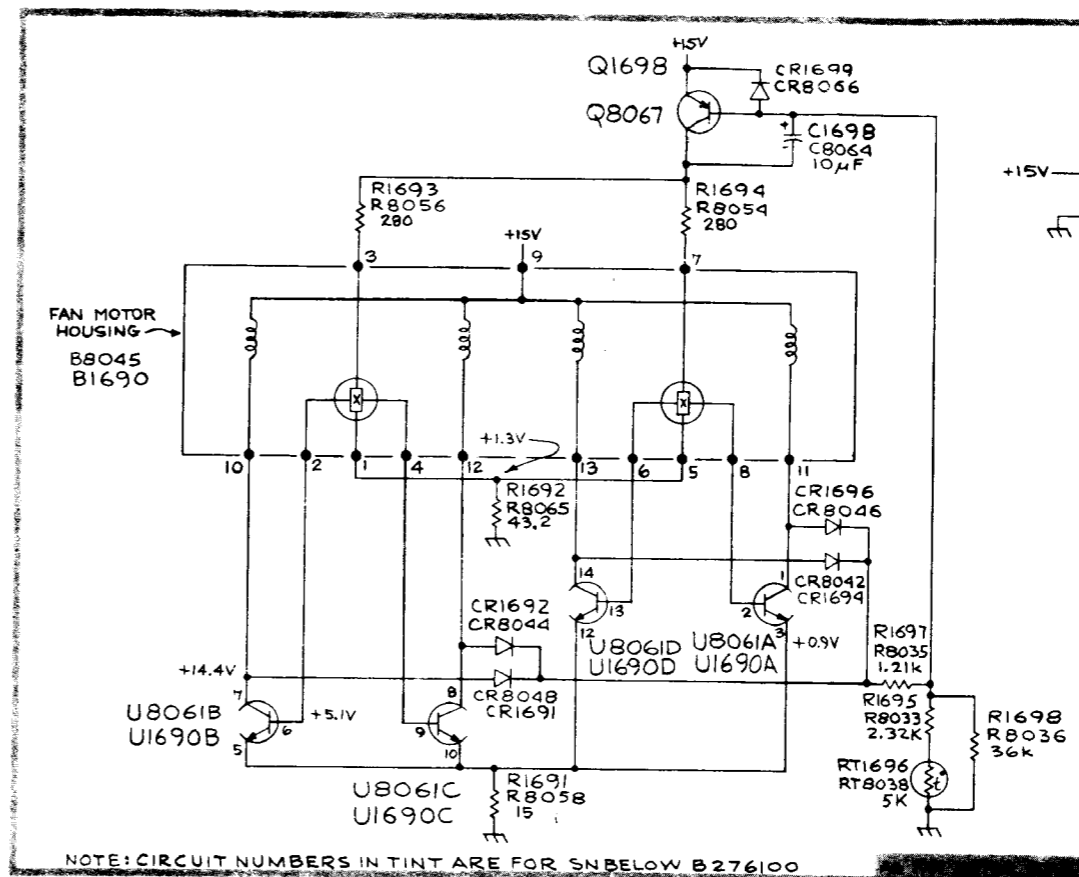 +15V
Q1698
Q8067
CR1699
CR8066
+
-
C1698
C8064
10µF
+15V
R1693
R8056
280
R1694
R8054
280
+15V
3
9
7
FAN MOTOR
HOUSING
B8045
B1690
X
X
+1.3V
10
2
1
4
12
13
6
5
8
11
R1692
R8065
43.2
CR1696
CR8046
CR8042
CR1694
14
13
12
1
2
3
CR1692
CR8044
U8061D
U1690D
U8061A
U1690A
+0.9V
R1697
R8035
1.21K
+14.4V
CR8048
CR1691
7
6
5
+5.1V
8
9
10
U8061B
U1690B
R1695
R8033
2.32K
R1698
R8036
36K
RT1696
RT8038
5K
t
U8061C
U1690C
R1691
R8058
15
NOTE: CIRCUIT NUMBERS IN TINT ARE FOR SN BELOW B276100